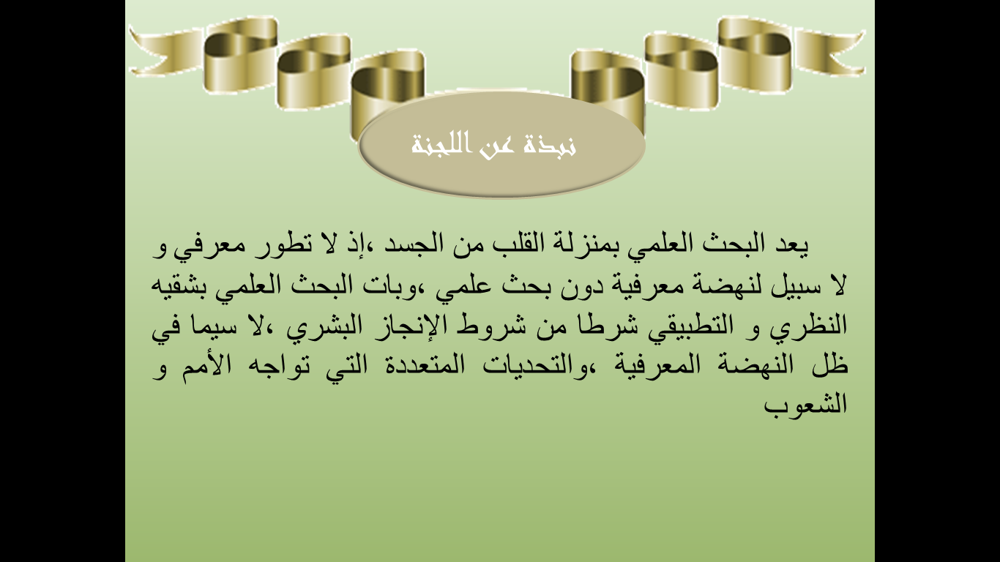 نبذة عن اللجنة
يعد البحث العلمي بمنزلة القلب من الجسد ،إذ لا تطور معرفي و
لا سبيل لنهضة معرفية دون بحث علمي ،وبات البحث العلمي بشقيه
النظري و التطبيقي شرطا من شروط الإنجاز البشري ،لا سيما في
ظل النهضة المعرفية ،والتحديات المتعددة التي تواجه الأمم و
الشعوب